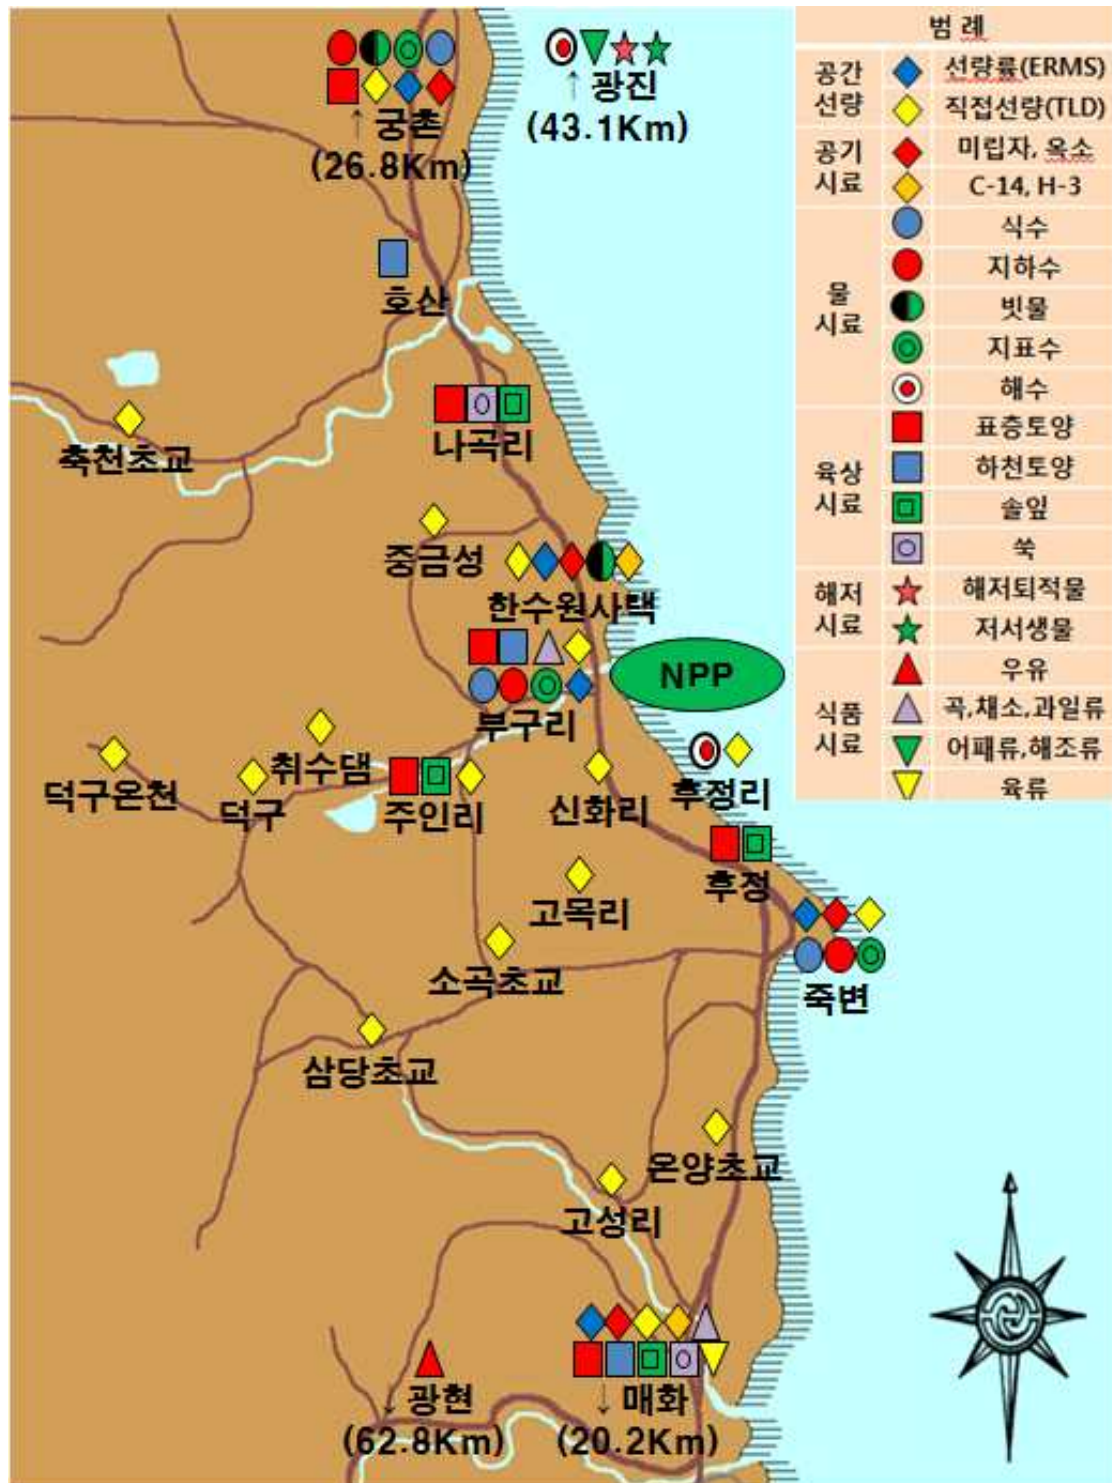 ↑ 궁촌
(26.8Km)
↑ 광진
(43.1Km)
호산
나곡리
축천초교
중금성
한수원사택
NPP
부구리
취수댐
덕구온천
덕구
주인리
신화리
후정리
후정
고목리
소곡초교
죽변
삼당초교
온양초교
고성리
↓ 광현
(62.8Km)
↓ 매화
(20.2Km)
범 례
공간
선량
선량률(ERMS)
직접선량(TLD)
공기
시료
미립자, 옥소
C-14, H-3
물
시료
식수
지하수
빗물
지표수
해수
육상
시료
표층토양
하천토양
솔잎
쑥
해저
시료
해저퇴적물
저서생물
식품
시료
우유
곡,채소,과일류
어패류,해조류
육류